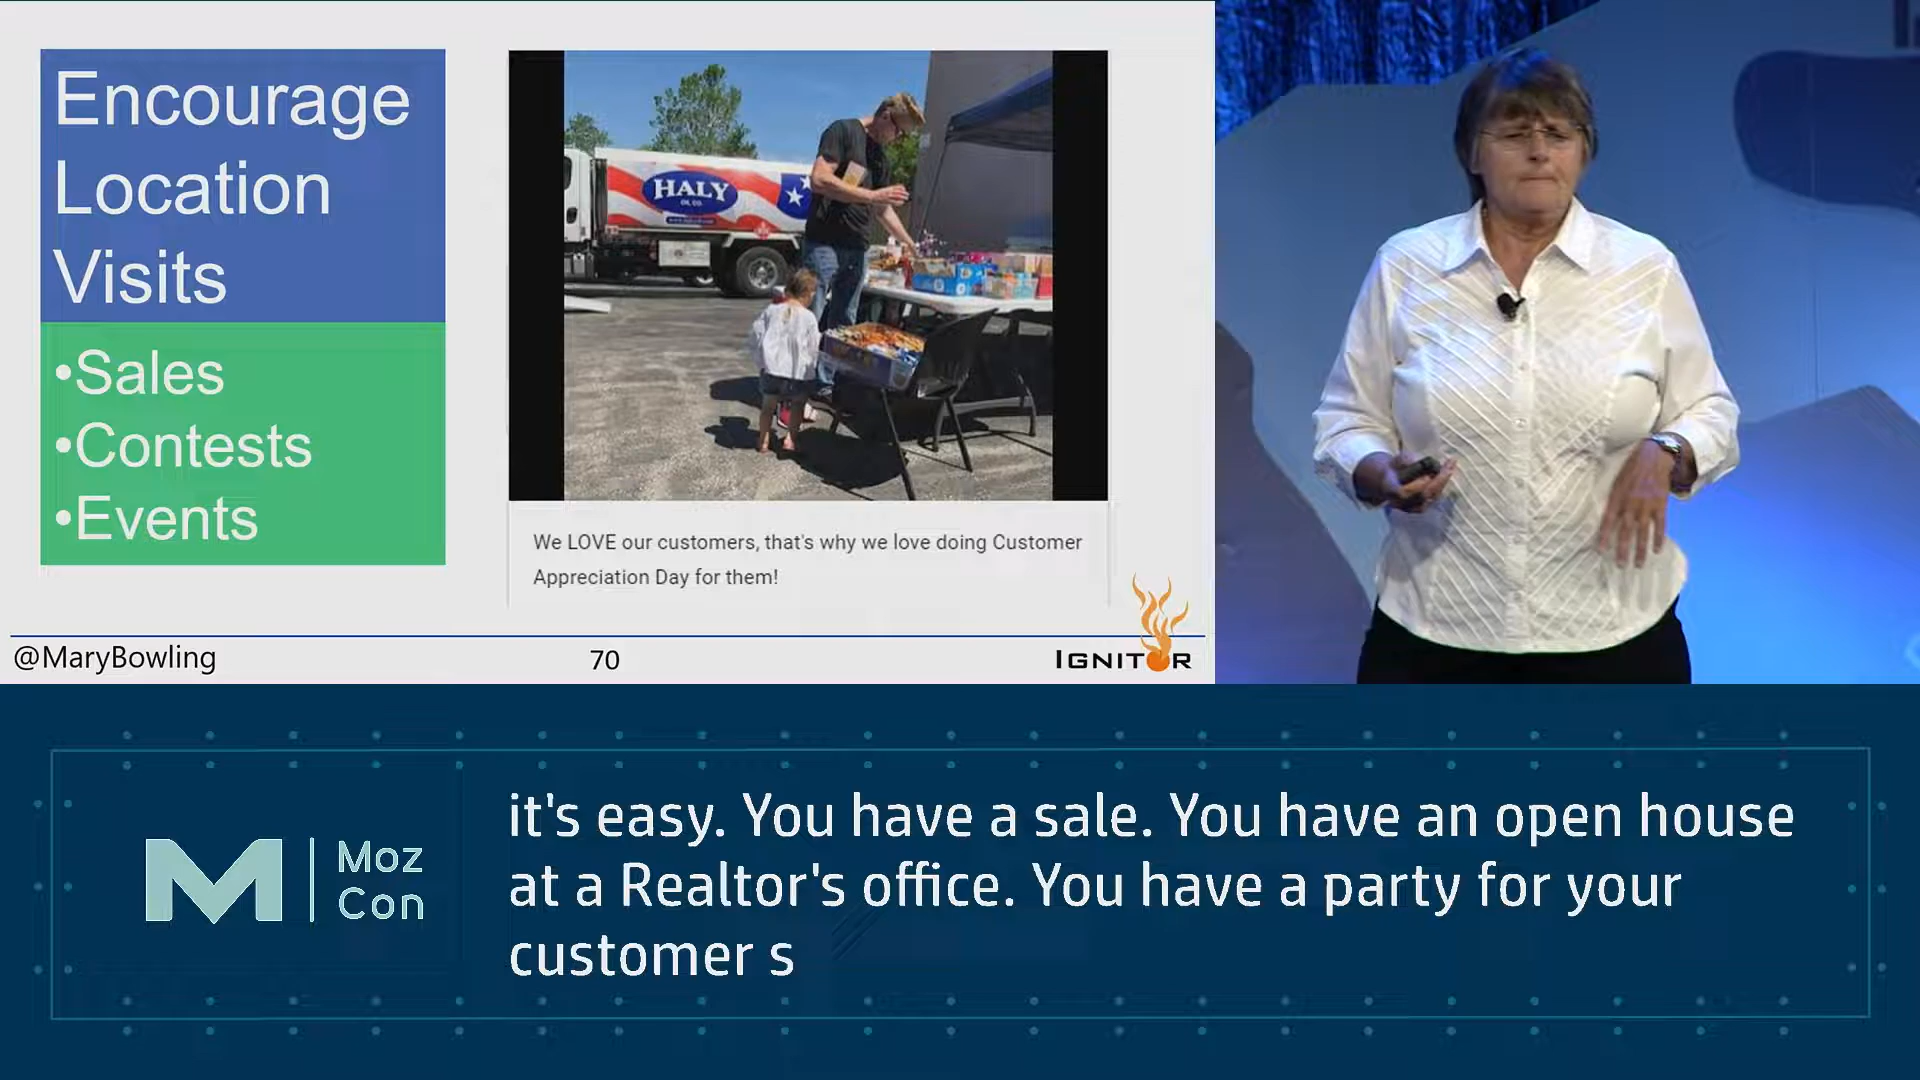 Encourage
Location
Visits
•Sales
•Contests
•Events
HALY
OIL CO.
We LOVE our customers, that's why we love doing Customer
Appreciation Day for them!
@MaryBowling
70
IGNITOR
Moz
Con
it's easy. You have a sale. You have an open house
at a Realtor's office. You have a party for your
customer s